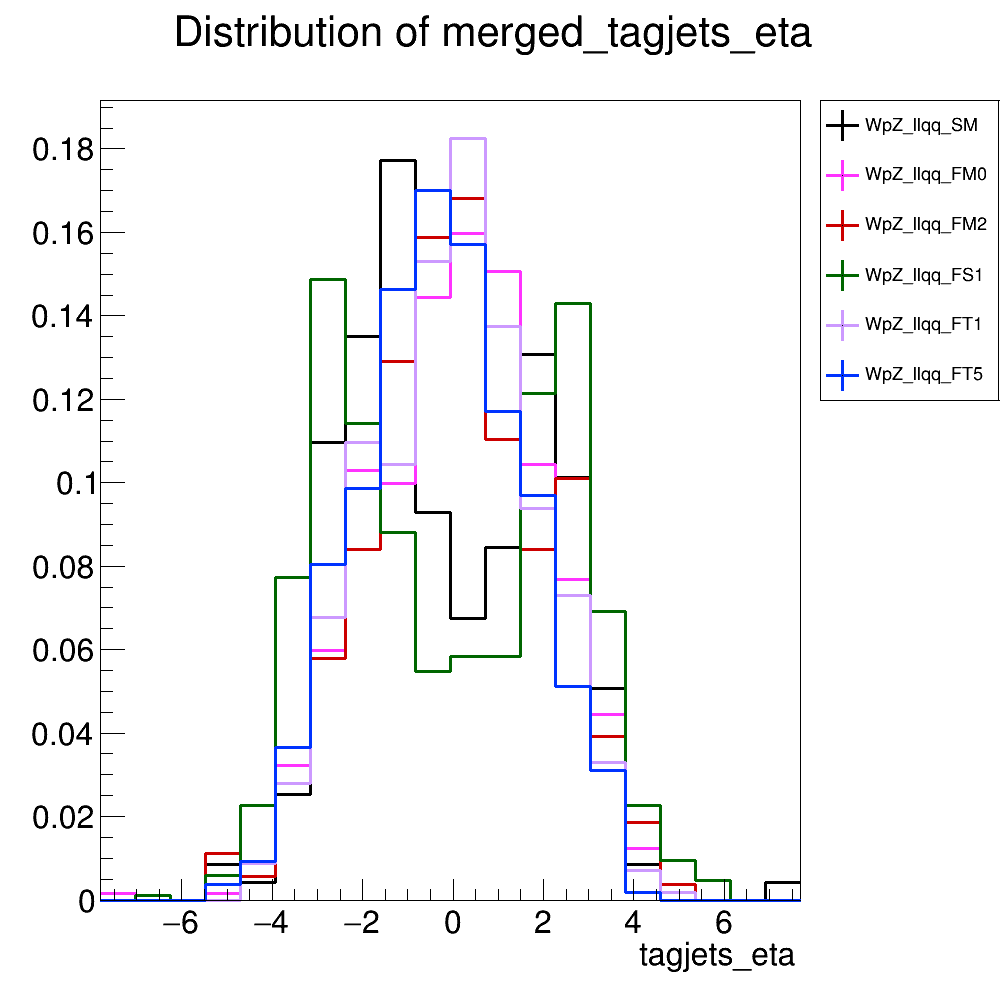 Distribution of merged_tagjets_eta
0.18
0.16
0.14
0.12
0.1
0.08
0.06
0.04
0.02
0
−6
−4
−2
0
2
4
6
tagjets_eta
WpZ_llqq_SM
WpZ_llqq_FM0
WpZ_llqq_FM2
WpZ_llqq_FS1
WpZ_llqq_FT1
WpZ_llqq_FT5